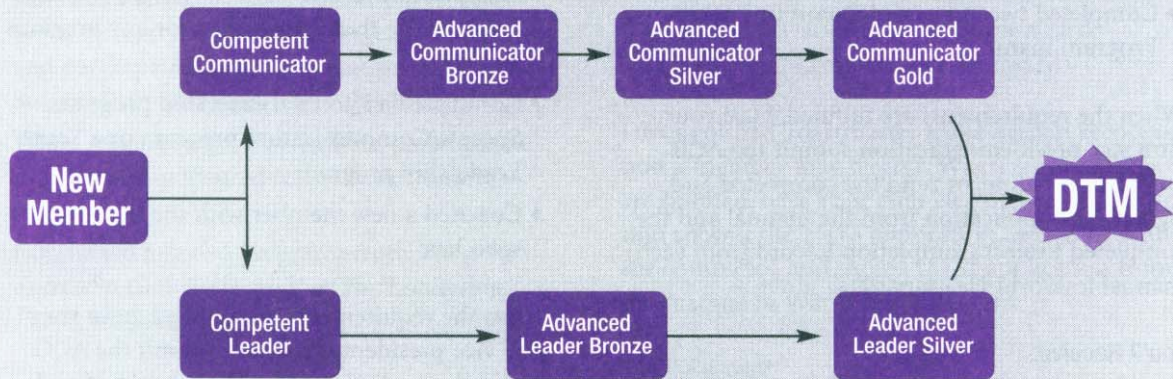 Competent
Communicator
Advanced
Communicator
Bronze
Advanced
Communicator
Silver
Advanced
Communicator
Gold
New
Member
DTM
Competent
Leader
Advanced
Leader Bronze
Advanced
Leader Silver